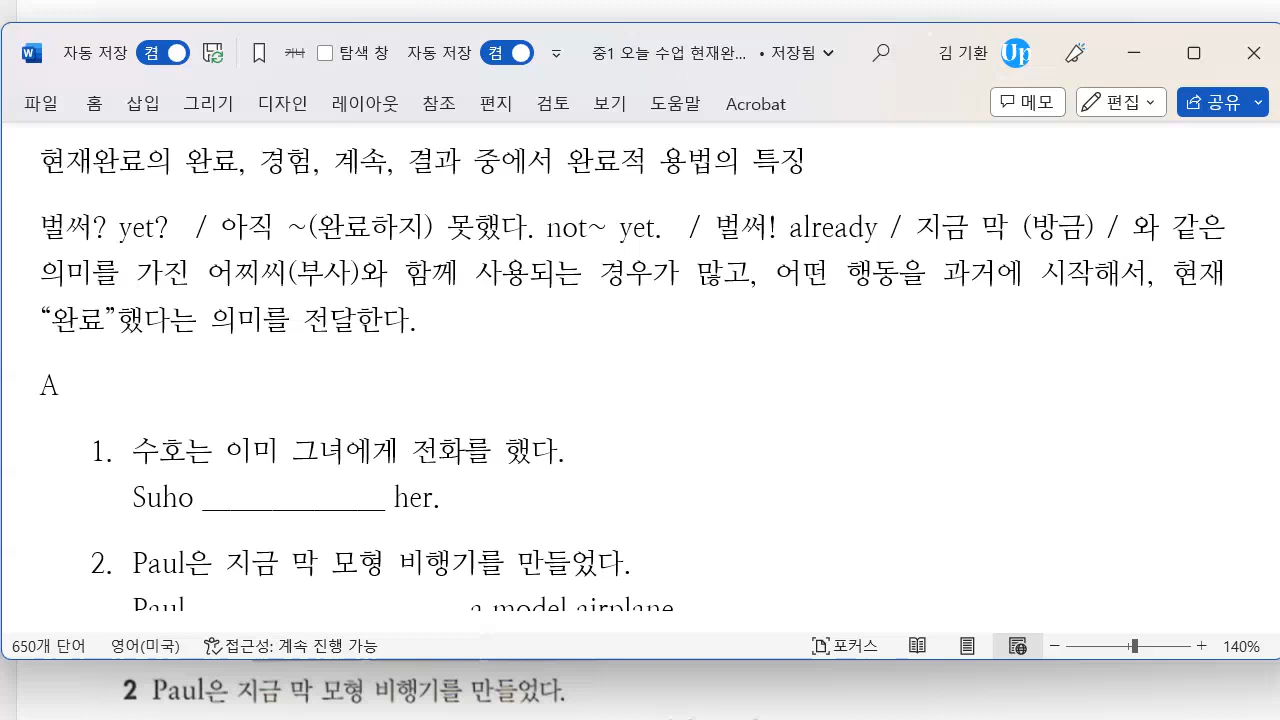 자동 저장 켬 가나 탐색 창 자동 저장 켬 중1 오늘 수업 현재완... • 저장됨 김 기환 Up
파일 홈 삽입 그리기 디자인 레이아웃 참조 편지 검토 보기 도움말 Acrobat 메모 편집 공유
현재완료의 완료, 경험, 계속, 결과 중에서 완료적 용법의 특징
벌써? yet? / 아직 ~(완료하지) 못했다. not~ yet. / 벌써! already / 지금 막 (방금) / 와 같은
의미를 가진 어찌씨(부사)와 함께 사용되는 경우가 많고, 어떤 행동을 과거에 시작해서, 현재
“완료”했다는 의미를 전달한다.
A
1. 수호는 이미 그녀에게 전화를 했다.
Suho _____________ her.
2. Paul은 지금 막 모형 비행기를 만들었다.
Paul a model airplane
650개 단어 영어(미국) 접근성: 계속 진행 가능 포커스 140%
2 Paul은 지금 막 모형 비행기를 만들었다.